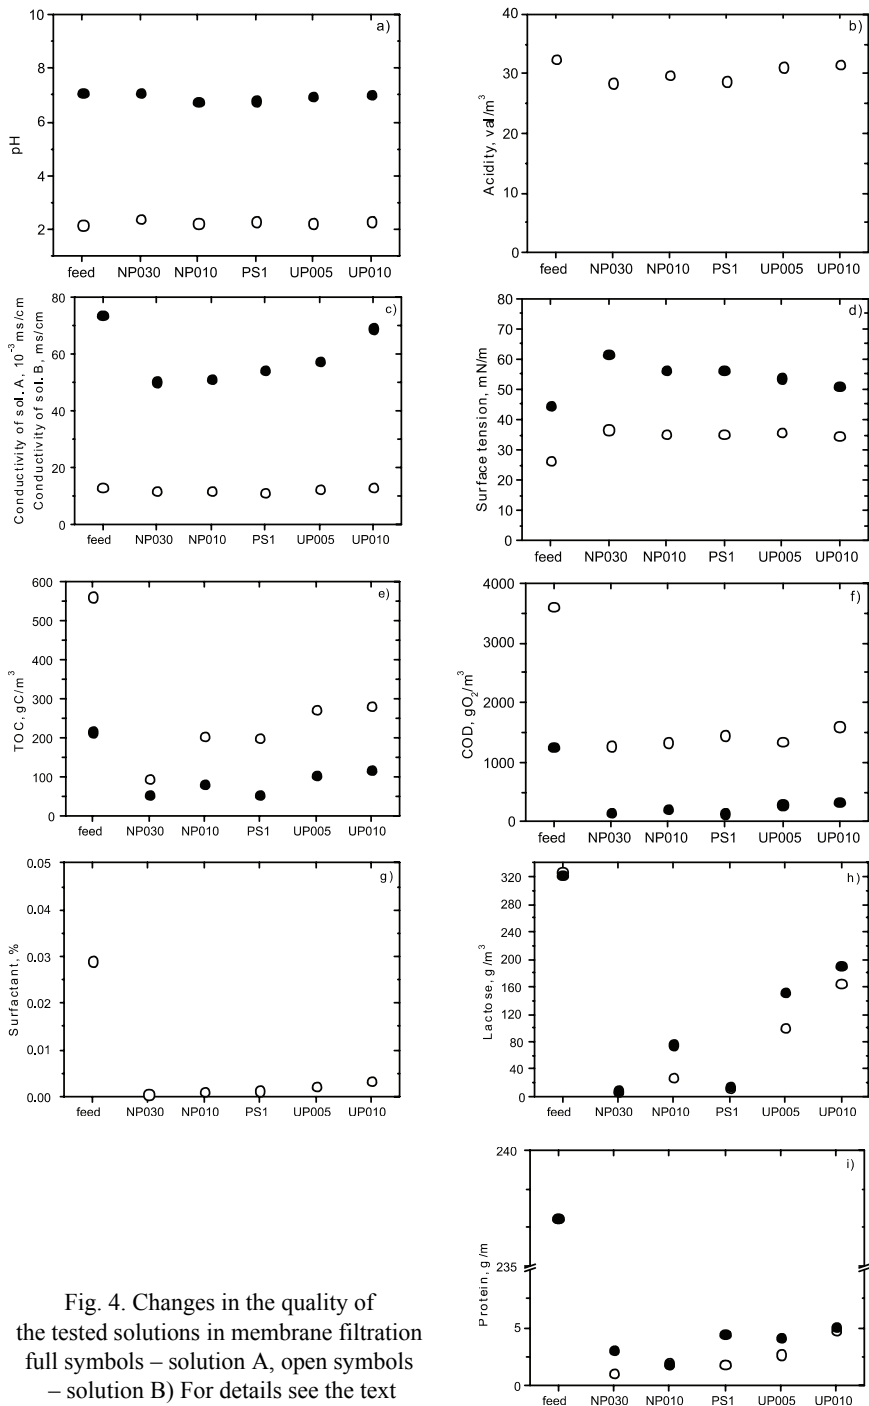 a)
10
8
6
4
2
pH
feed NP030 NP010 PS1 UP005 UP010
b)
40
30
20
10
0
Acidity, val/m3
feed NP030 NP010 PS1 UP005 UP010
c)
80
60
40
20
0
Conductivity of sol. A, 10-3 ms/cm
Conductivity of sol. B, ms/cm
feed NP030 NP010 PS1 UP005 UP010
d)
80
70
60
50
40
30
20
10
0
Surface tension, mN/m
feed NP030 NP010 PS1 UP005 UP010
e)
600
500
400
300
200
100
0
TOC, gC/m3
feed NP030 NP010 PS1 UP005 UP010
f)
4000
3000
2000
1000
0
COD, gO2/m3
feed NP030 NP010 PS1 UP005 UP010
g)
0.05
0.04
0.03
0.02
0.01
0.00
Surfactant, %
feed NP030 NP010 PS1 UP005 UP010
h)
320
280
240
200
160
120
80
40
0
Lactose, g/m3
feed NP030 NP010 PS1 UP005 UP010
i)
240
235
5
0
Protein, g/m
feed NP030 NP010 PS1 UP005 UP010
Fig. 4. Changes in the quality of
the tested solutions in membrane filtration
full symbols – solution A, open symbols
– solution B) For details see the text